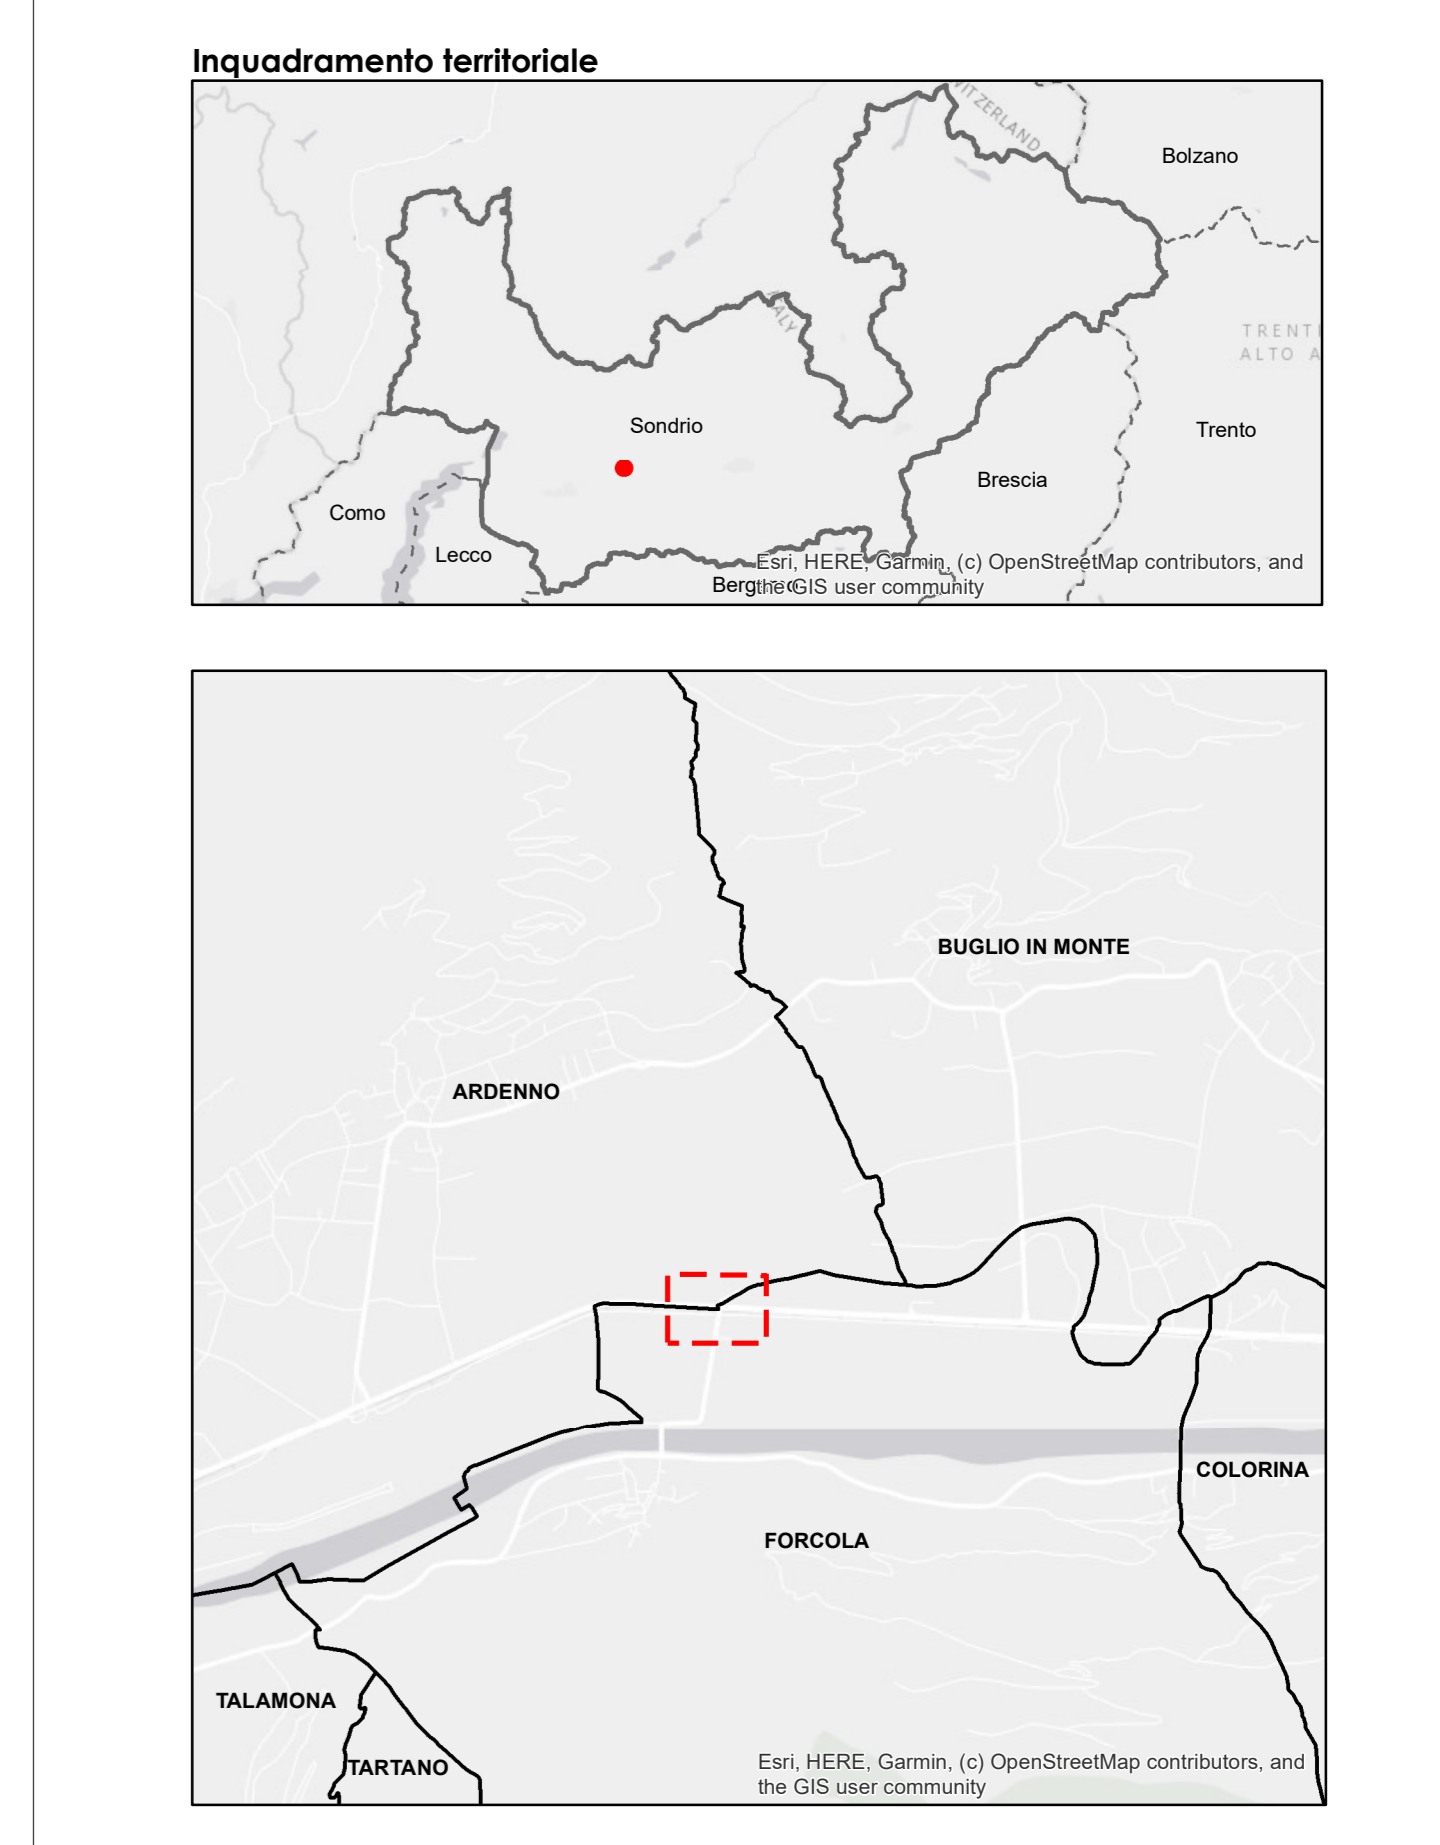 Inquadramento territoriale
SWITZERLAND
Bolzano
ITALY
TRENTI
ALTO A
Sondrio
Trento
Brescia
Como
Lecco
Esri, HERE, Garmin, (c) OpenStreetMap contributors, and
the GIS user community
BUGLIO IN MONTE
ARDENNO
COLORINA
FORCOLA
TALAMONA
TARTANO
Esri, HERE, Garmin, (c) OpenStreetMap contributors, and
the GIS user community